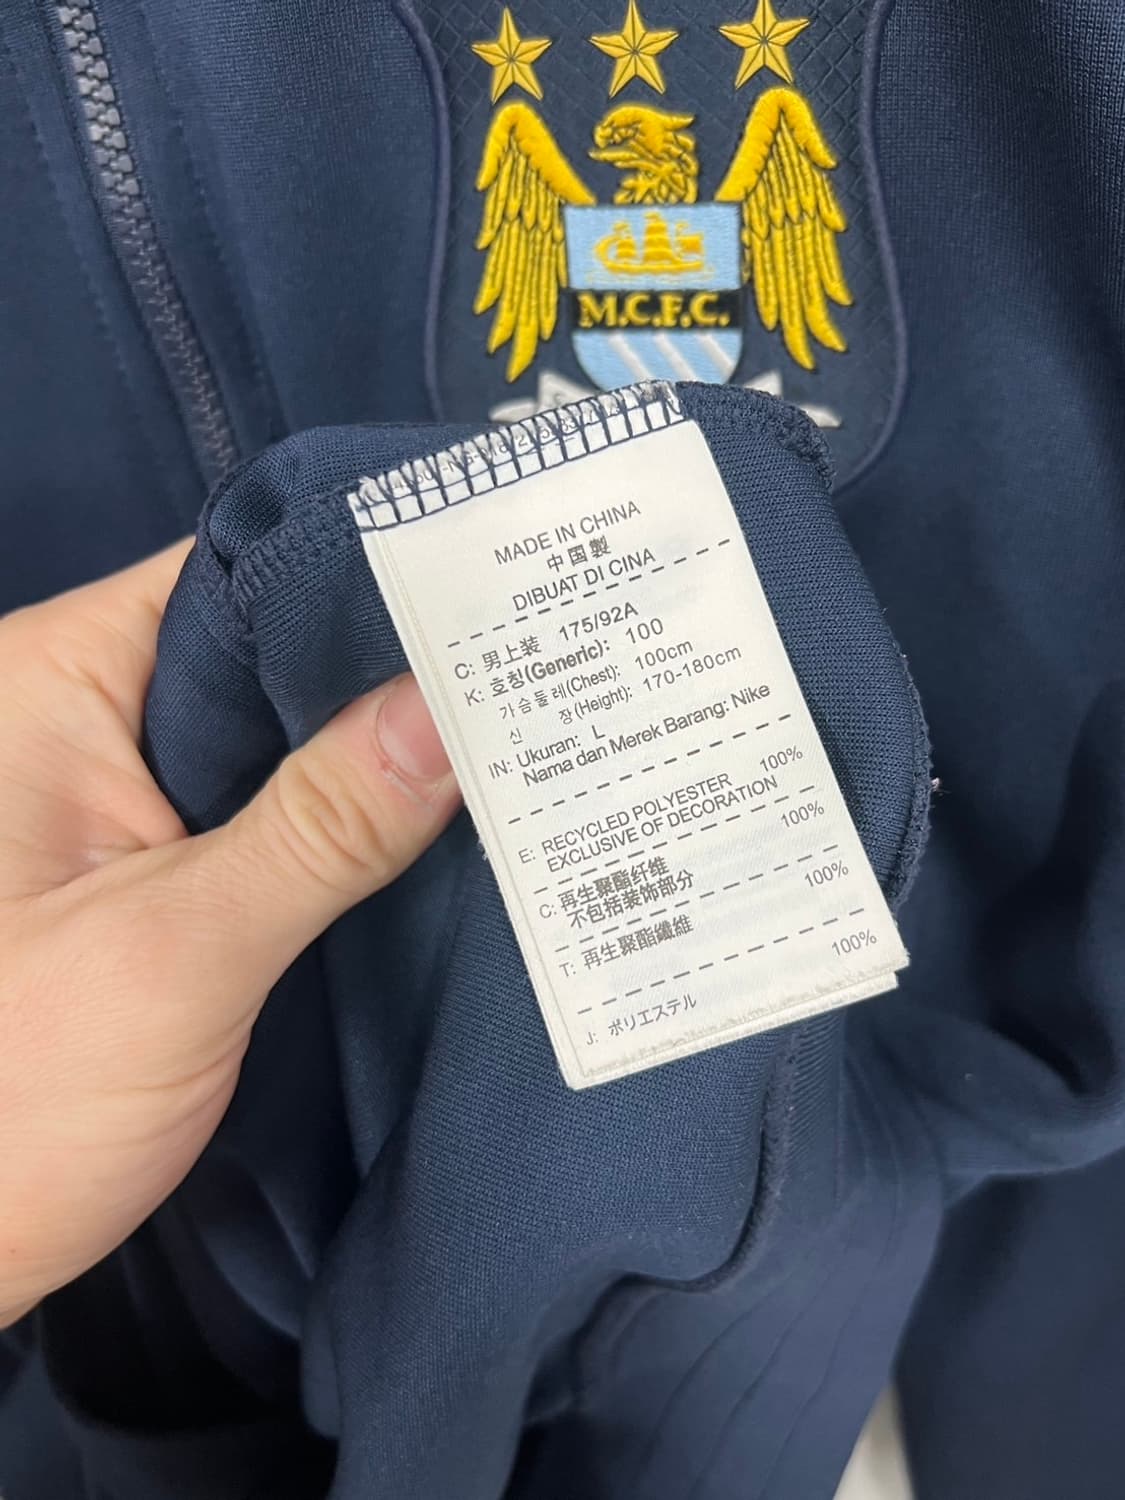 M.C.F.C.
MADE IN CHINA
中国製
DIBUAT DI CINA
C: 男上装 175/92A
K: 호칭(Generic): 100
가슴둘레(Chest): 100cm
신 장(Height): 170-180cm
IN: Ukuran: L
Nama dan Merek Barang: Nike
E: RECYCLED POLYESTER 100%
EXCLUSIVE OF DECORATION
C: 再生聚酯纤维 100%
不包括装饰部分
T: 再生聚酯纖維 100%
J: ポリエステル 100%